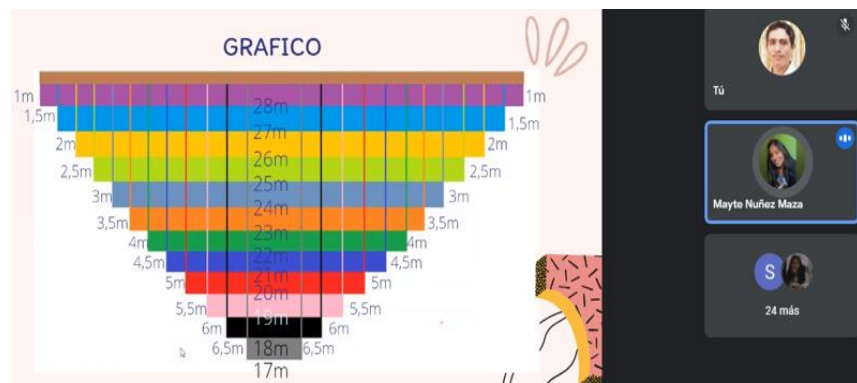 GRAFICO
1m 28m 1m
1,5m 27m 1,5m
2m 26m 2m
2,5m 25m 2,5m
3m 24m 3m
3,5m 23m 3,5m
4m 22m 4m
4,5m 21m 4,5m
5m 20m 5m
5,5m 19m 5,5m
6m 6m
6,5m 18m 6,5m
17m
Tú
Mayte Nuñez Maza
S
24 más